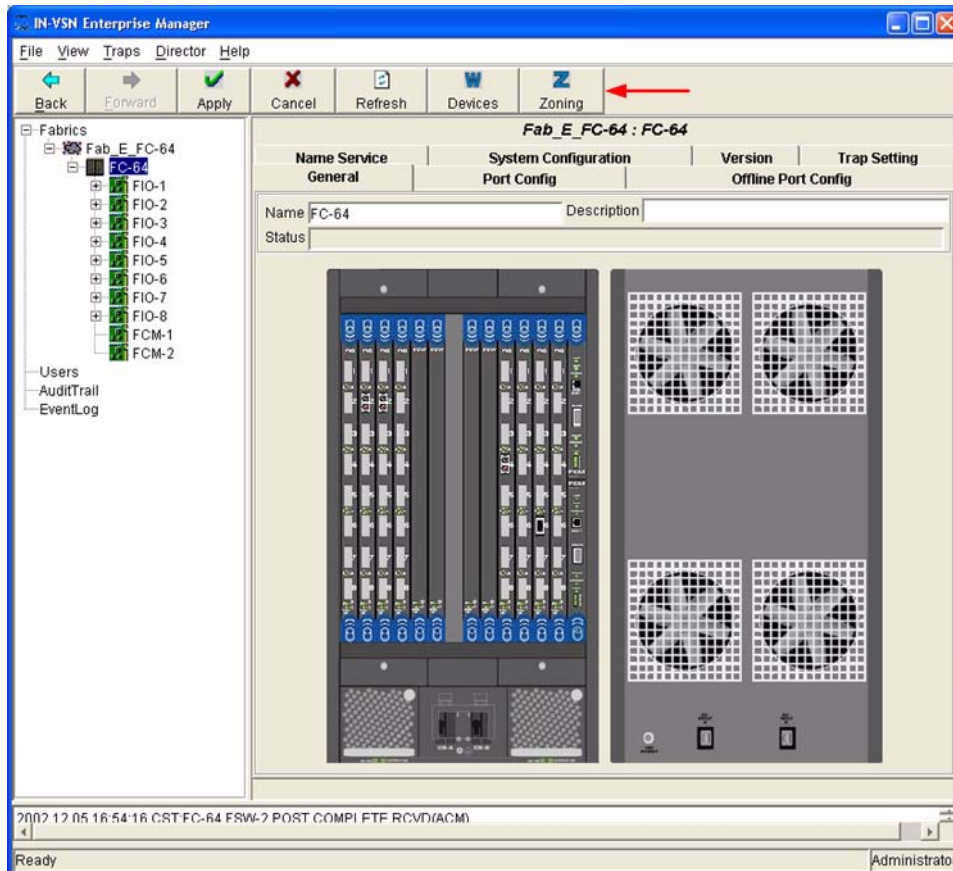 IN-VSN Enterprise Manager
File View Traps Director Help
Back Forward Apply Cancel Refresh Devices Zoning
Fabrics
Fab_E_FC-64
FC-64
FIO-1
FIO-2
FIO-3
FIO-4
FIO-5
FIO-6
FIO-7
FIO-8
FCM-1
FCM-2
Users
AuditTrail
EventLog
Fab_E_FC-64 : FC-64
Name Service System Configuration Version Trap Setting
General Port Config Offline Port Config
Name FC-64 Description
Status
2002.12.05 16:54:16 CST:FC-64 FSW-2 POST COMPLETE RCVD(ACM)
Ready Administrato